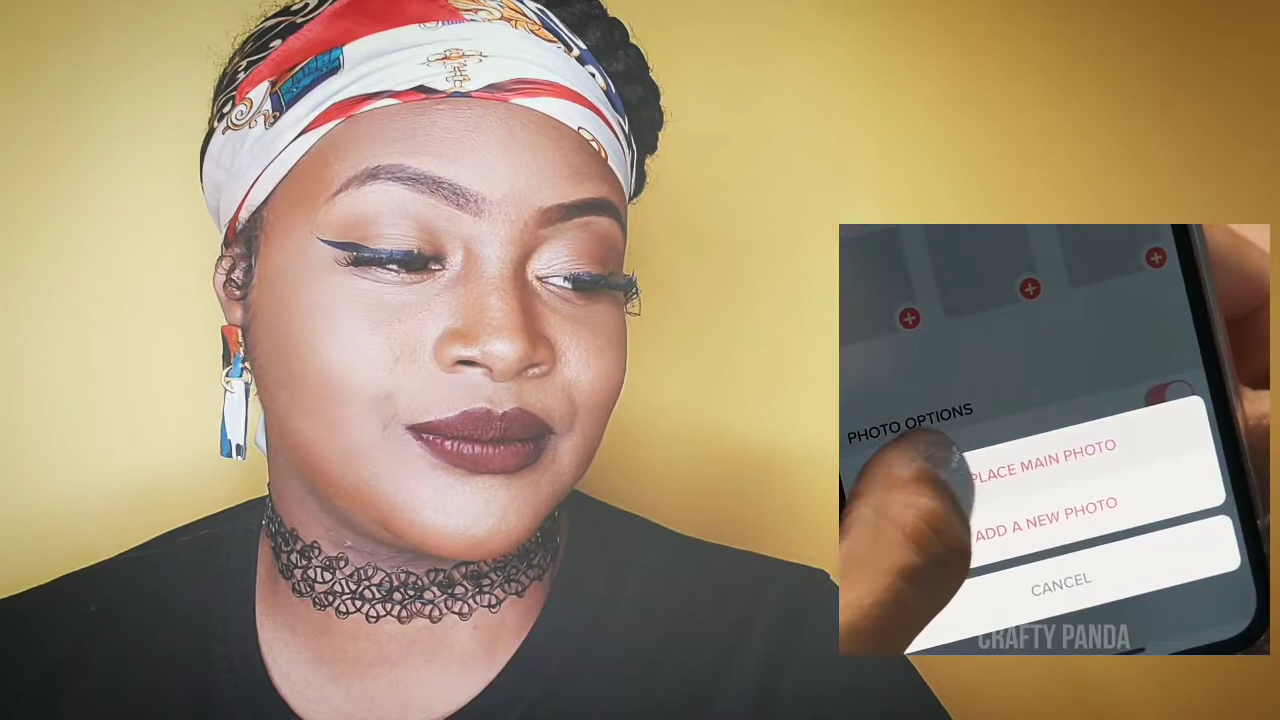 PHOTO OPTIONS
PLACE MAIN PHOTO
ADD A NEW PHOTO
CANCEL
CRAFTY PANDA